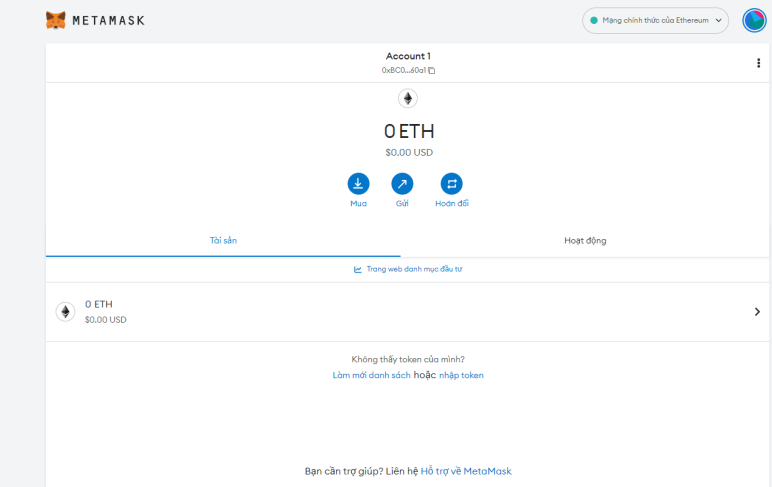 METAMASK
Mạng chính thức của Ethereum
Account 1
0xBC0...60a1
0 ETH
$0.00 USD
Mua
Gửi
Hoán đổi
Tài sản
Hoạt động
Trang web danh mục đầu tư
0 ETH
$0.00 USD
Không thấy token của mình?
Làm mới danh sách hoặc nhập token
Bạn cần trợ giúp? Liên hệ Hỗ trợ về MetaMask